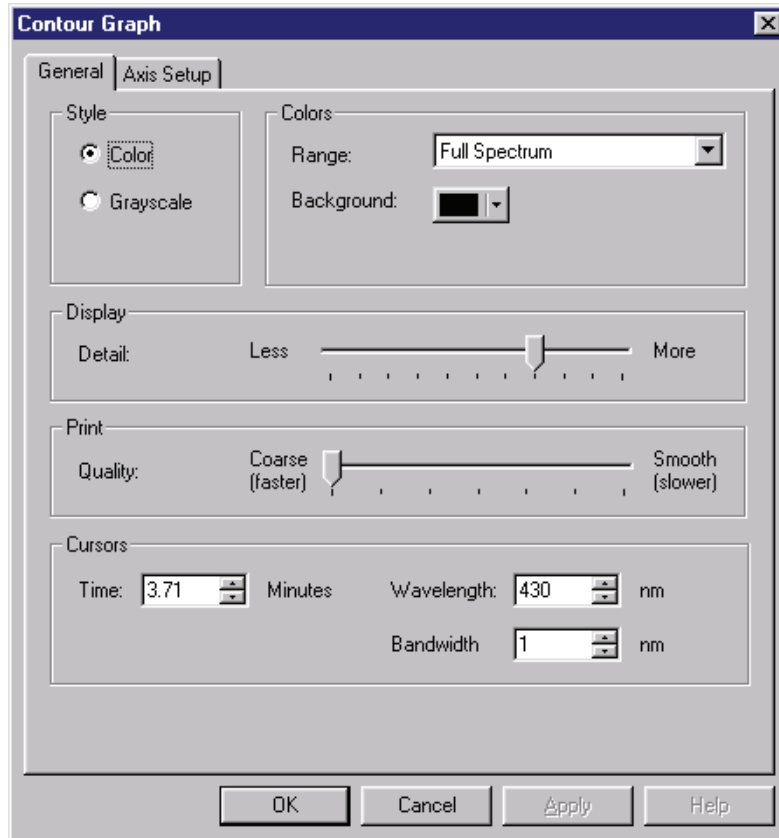 Contour Graph
General Axis Setup
Style
Color
Grayscale
Colors
Range: Full Spectrum
Background:
Display
Detail: Less More
Print
Quality: Coarse (faster) Smooth (slower)
Cursors
Time: 3.71 Minutes Wavelength: 430 nm
Bandwidth 1 nm
OK Cancel Apply Help